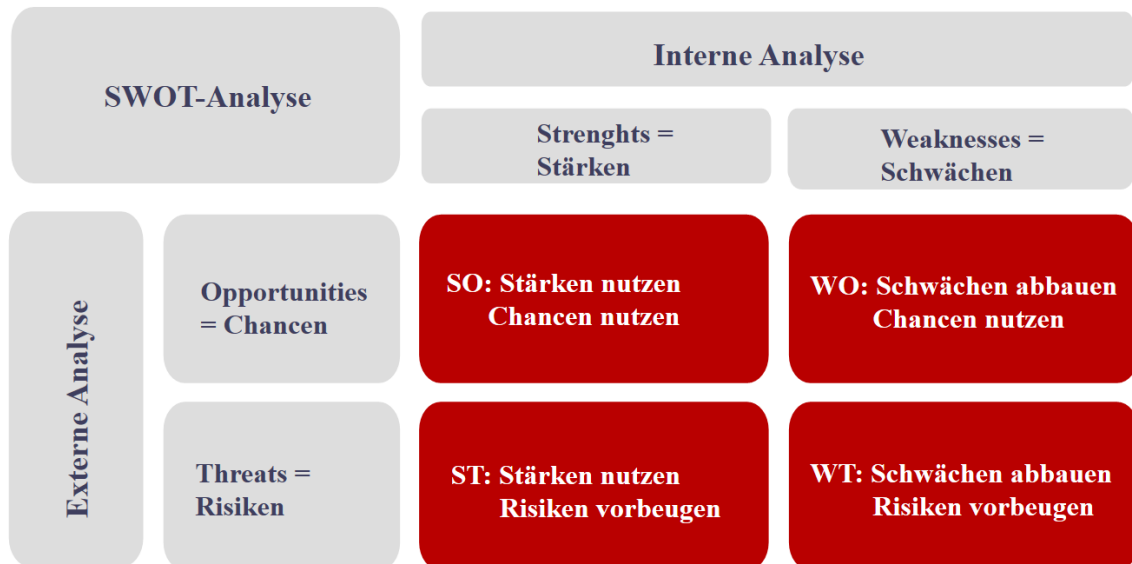 SWOT-Analyse
Interne Analyse
Strenghts =
Stärken
Weaknesses =
Schwächen
Externe Analyse
Opportunities
= Chancen
SO: Stärken nutzen
Chancen nutzen
WO: Schwächen abbauen
Chancen nutzen
Threats =
Risiken
ST: Stärken nutzen
Risiken vorbeugen
WT: Schwächen abbauen
Risiken vorbeugen